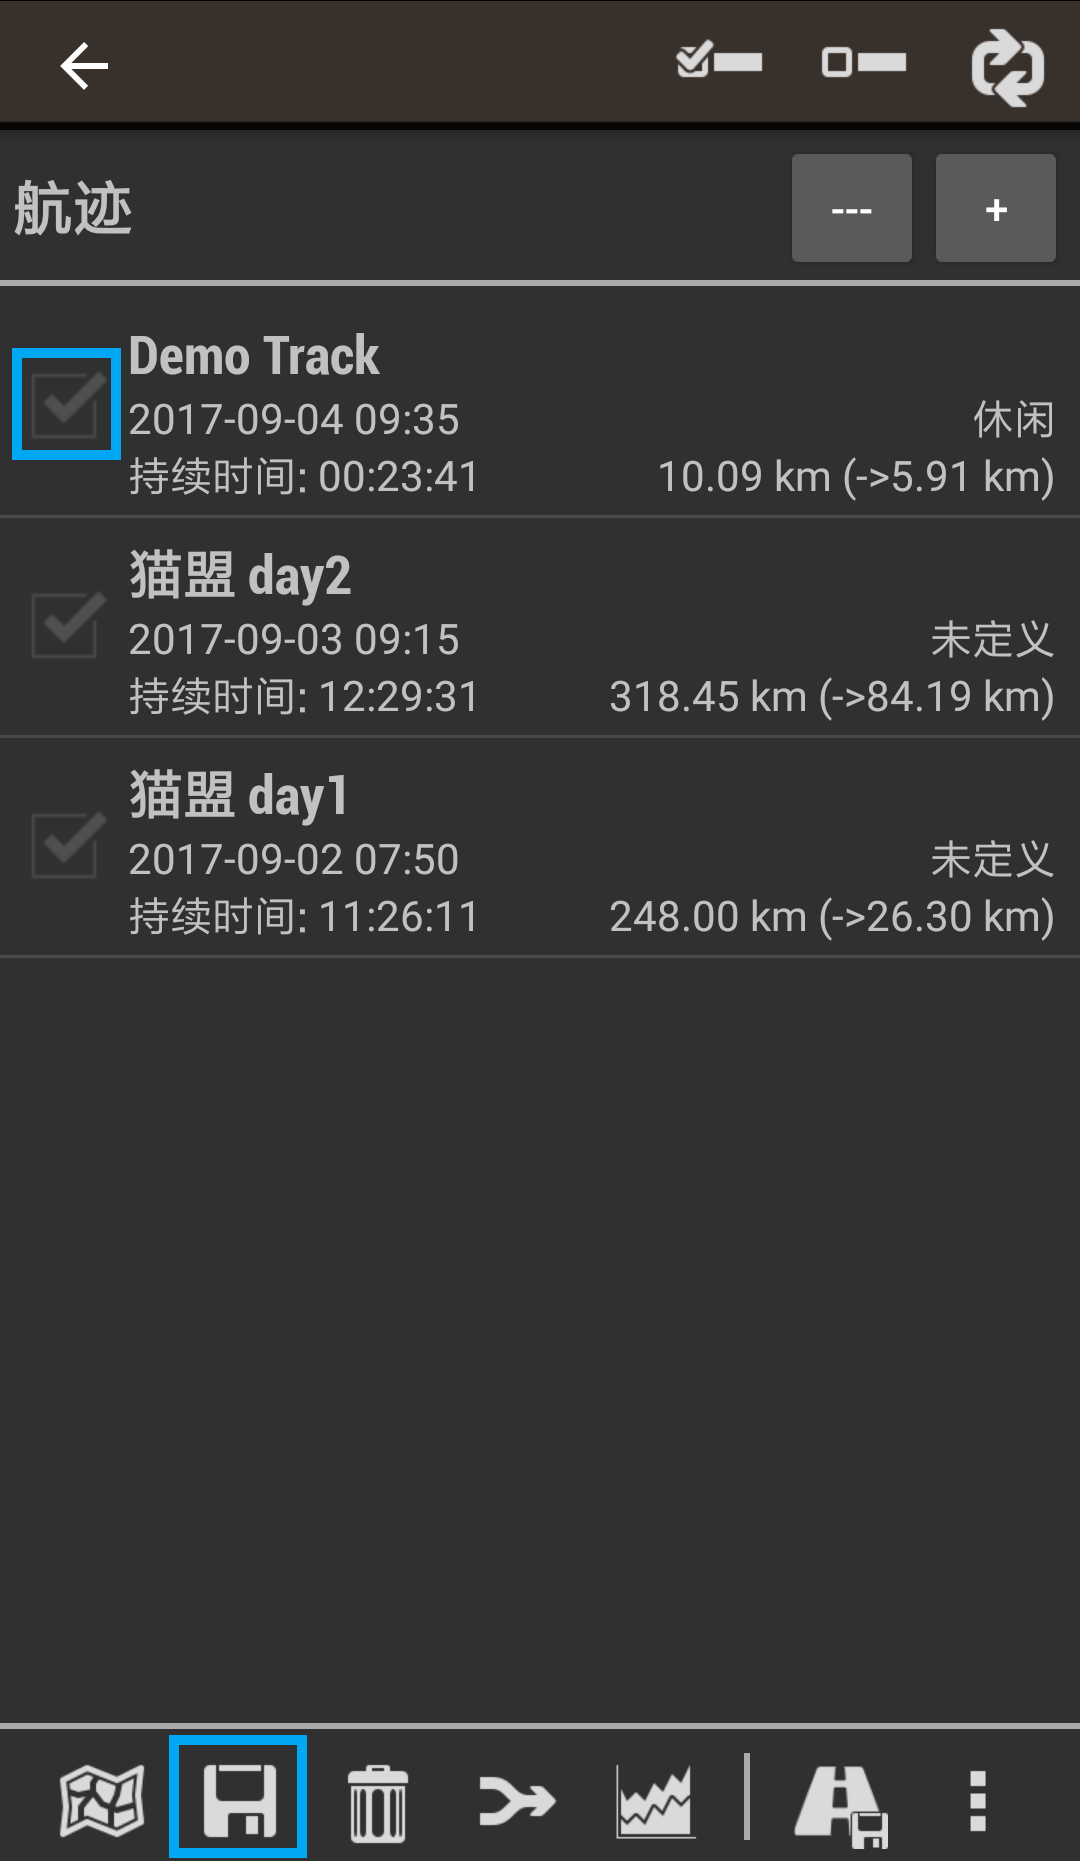 航迹
---
+
Demo Track
2017-09-04 09:35 休闲
持续时间: 00:23:41 10.09 km (->5.91 km)
猫盟 day2
2017-09-03 09:15 未定义
持续时间: 12:29:31 318.45 km (->84.19 km)
猫盟 day1
2017-09-02 07:50 未定义
持续时间: 11:26:11 248.00 km (->26.30 km)